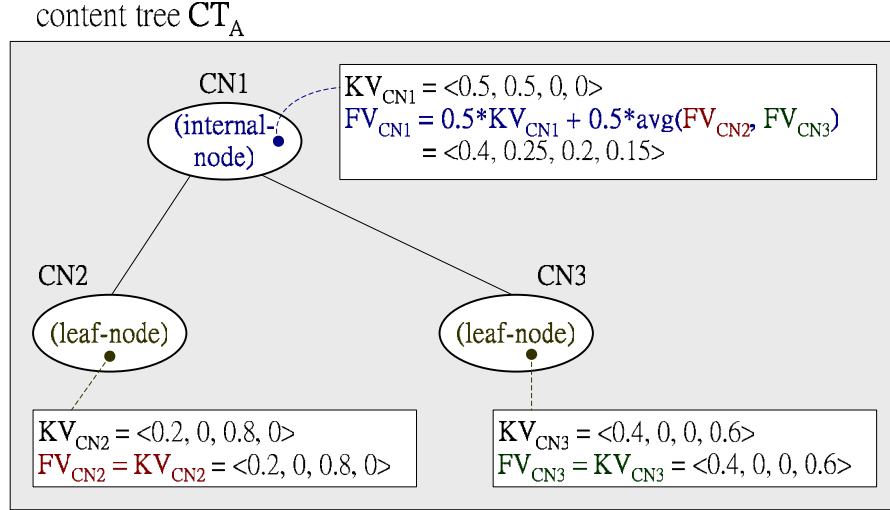 content tree CT_A
CN1
(internal-
node)
KV_CN1 = <0.5, 0.5, 0, 0>
FV_CN1 = 0.5*KV_CN1 + 0.5*avg(FV_CN2, FV_CN3)
= <0.4, 0.25, 0.2, 0.15>
CN2
(leaf-node)
CN3
(leaf-node)
KV_CN2 = <0.2, 0, 0.8, 0>
FV_CN2 = KV_CN2 = <0.2, 0, 0.8, 0>
KV_CN3 = <0.4, 0, 0, 0.6>
FV_CN3 = KV_CN3 = <0.4, 0, 0, 0.6>